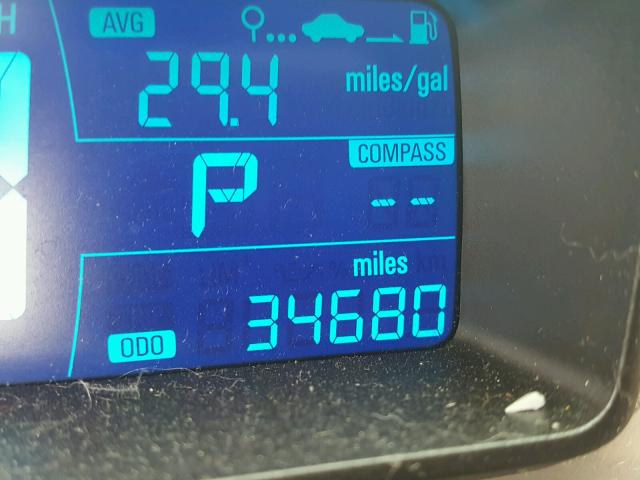 H
AVG
29.4 miles/gal
COMPASS
P --
miles
ODO 34680